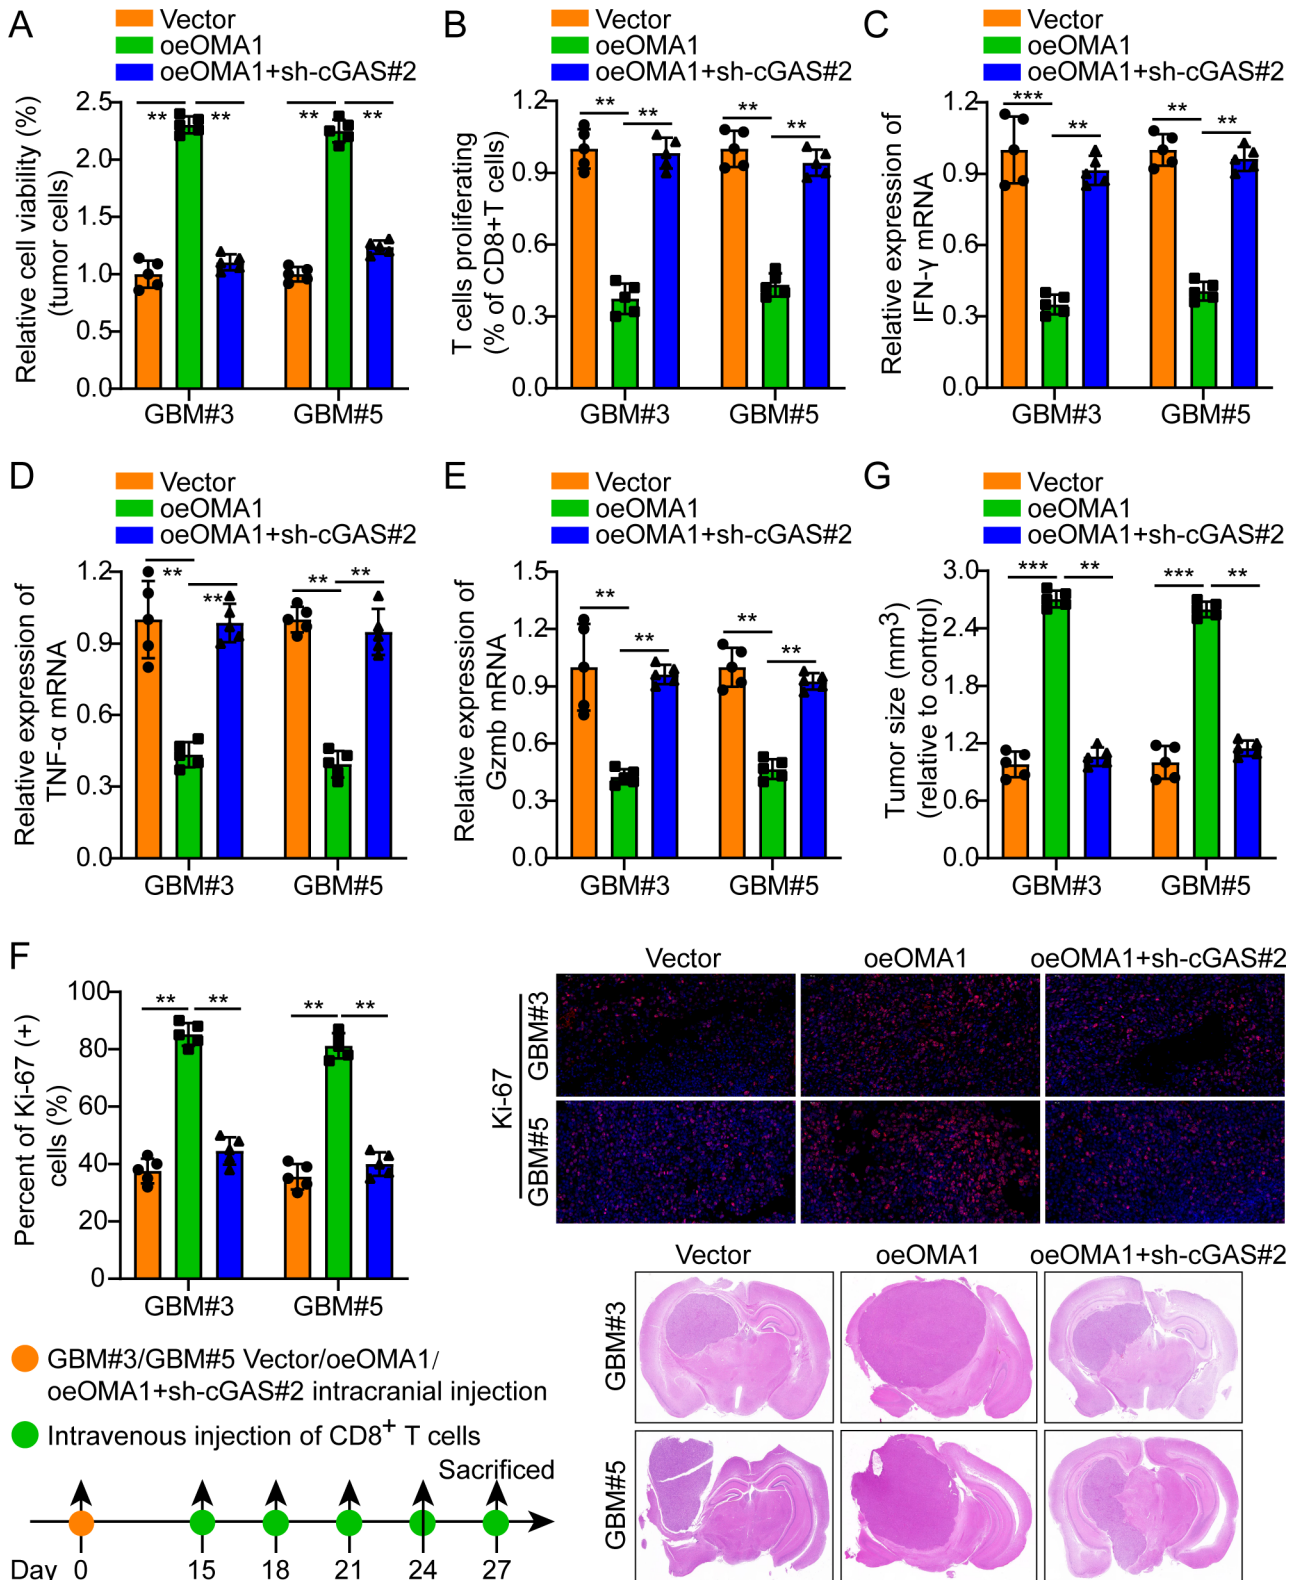 A
Vector
oeOMA1
oeOMA1+sh-cGAS#2
Relative cell viability (%)
(tumor cells)
2.5
2.0
1.5
1.0
0.5
0.0
** ** ** **
GBM#3 GBM#5
B
Vector
oeOMA1
oeOMA1+sh-cGAS#2
T cells proliferating
(% of CD8+T cells)
1.2
0.9
0.6
0.3
0.0
** ** ** **
GBM#3 GBM#5
C
Vector
oeOMA1
oeOMA1+sh-cGAS#2
Relative expression of
IFN-γ mRNA
1.2
0.9
0.6
0.3
0.0
*** ** ** **
GBM#3 GBM#5
D
Vector
oeOMA1
oeOMA1+sh-cGAS#2
Relative expression of
TNF-α mRNA
1.2
0.9
0.6
0.3
0.0
** ** ** **
GBM#3 GBM#5
E
Vector
oeOMA1
oeOMA1+sh-cGAS#2
Relative expression of
Gzmb mRNA
1.5
1.2
0.9
0.6
0.3
0.0
** ** ** **
GBM#3 GBM#5
G
Vector
oeOMA1
oeOMA1+sh-cGAS#2
Tumor size (mm3)
(relative to control)
3.0
2.4
1.8
1.2
0.6
0.0
*** ** *** **
GBM#3 GBM#5
F
Percent of Ki-67 (+)
cells (%)
100
80
60
40
20
0
** ** ** **
GBM#3 GBM#5
Vector oeOMA1 oeOMA1+sh-cGAS#2
Ki-67
GBM#3
GBM#5
Vector oeOMA1 oeOMA1+sh-cGAS#2
GBM#3
GBM#5
GBM#3/GBM#5 Vector/oeOMA1/
oeOMA1+sh-cGAS#2 intracranial injection
Intravenous injection of CD8+ T cells
Sacrificed
Day 0 15 18 21 24 27